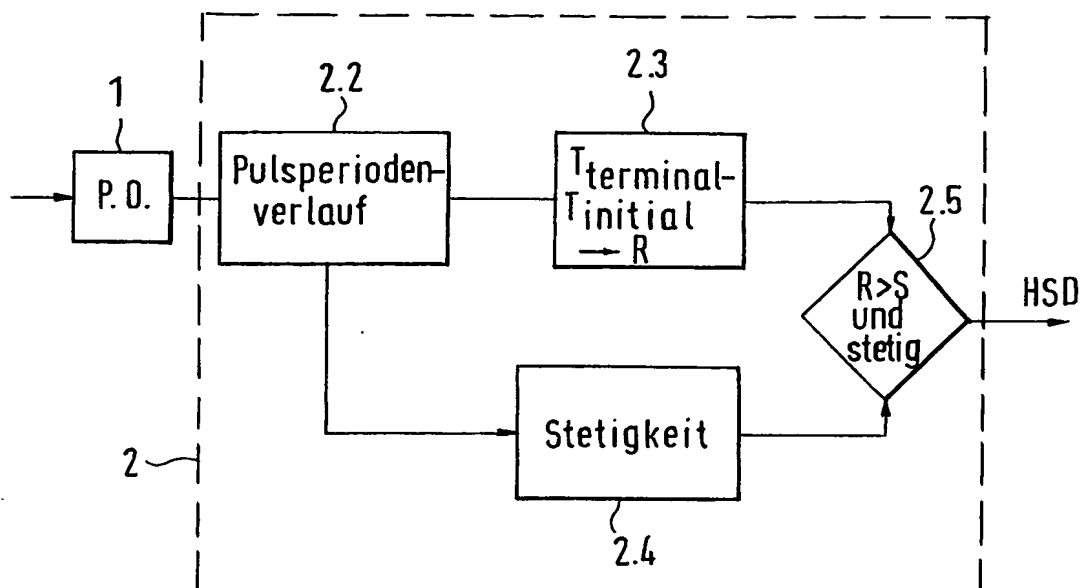 1
P.O.
2.2
Pulsperioden-
verlauf
2.3
Tterminal-
Tinitial
→ R
2.5
R>S
und
stetig
HSD
2
Stetigkeit
2.4